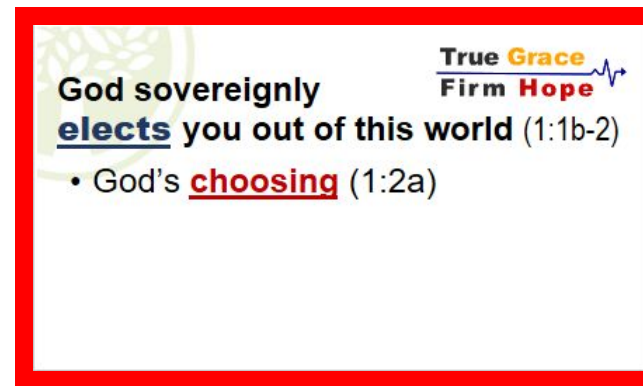 True Grace
Firm Hope
God sovereignly
elects you out of this world (1:1b-2)
• God's choosing (1:2a)